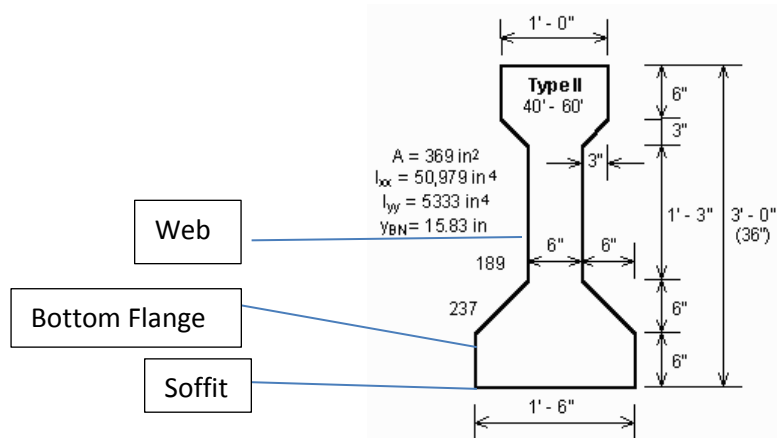 1' - 0"
Type II
40' - 60'
6"
3"
A = 369 in2
Ixx = 50,979 in4
Iyy = 5333 in4
yBN = 15.83 in
3"
1' - 3"
3' - 0"
(36")
Web
6"
6"
189
Bottom Flange
237
6"
6"
Soffit
1' - 6"